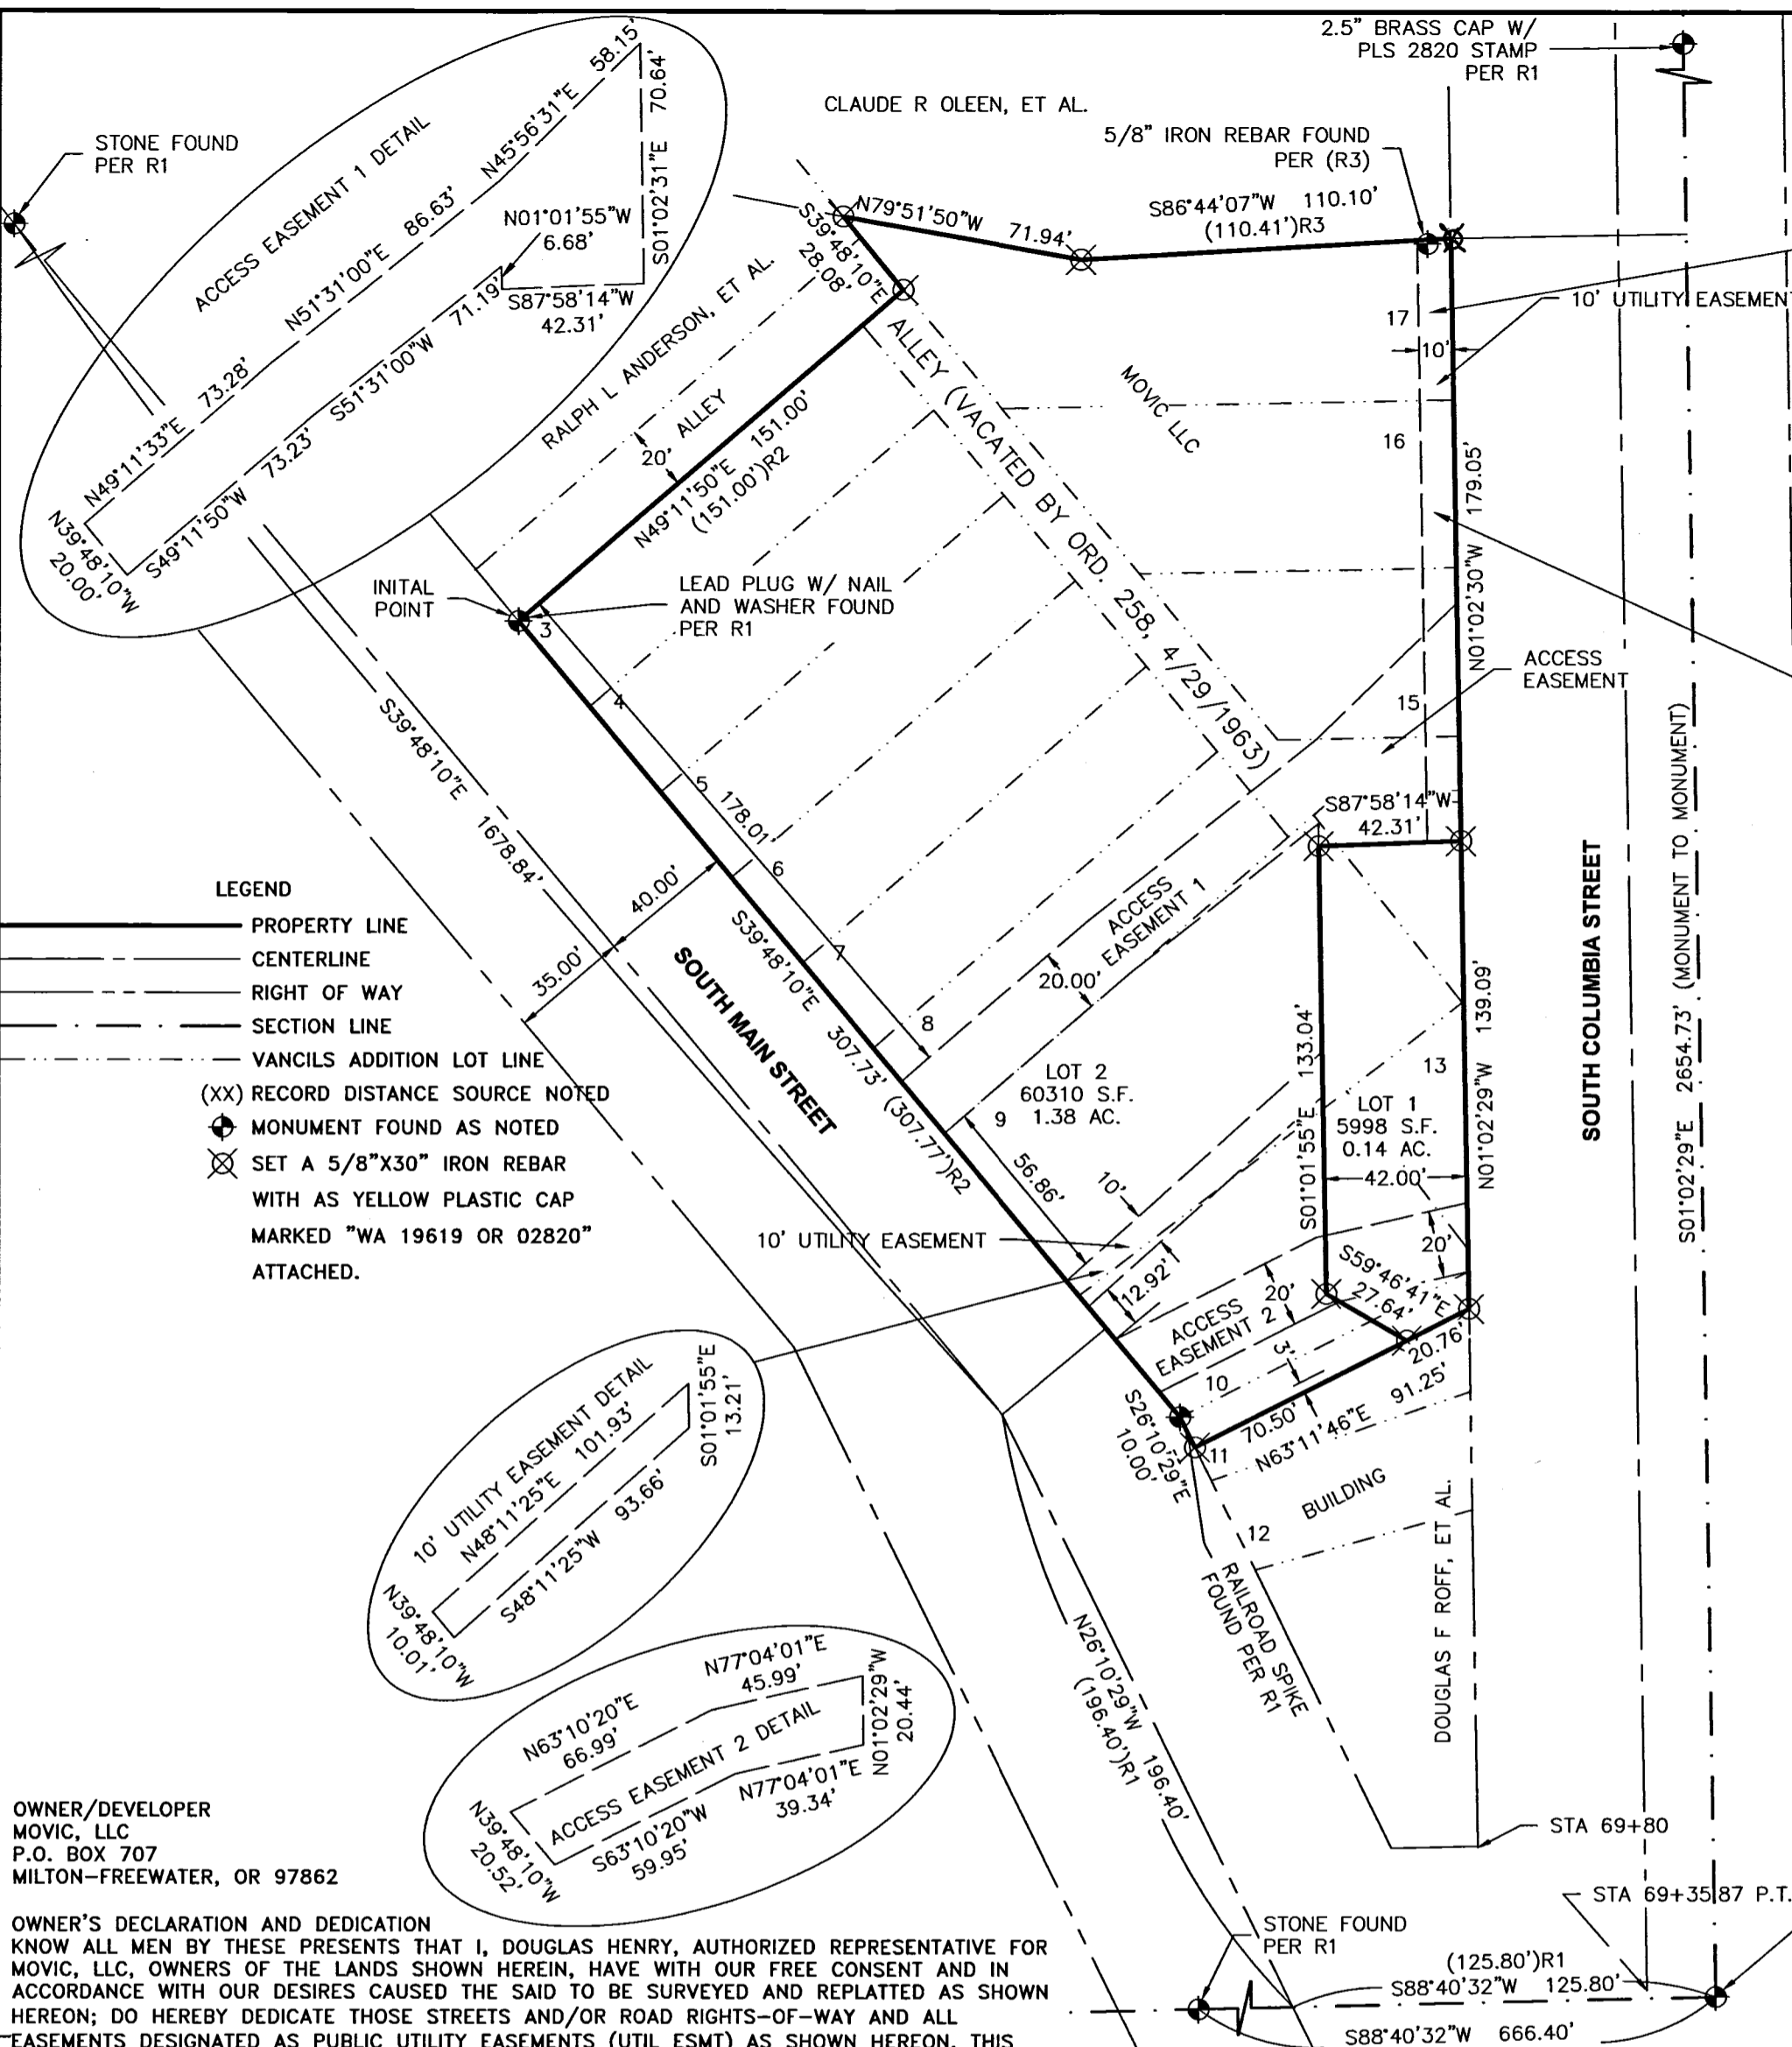 2.5" BRASS CAP W/
PLS 2820 STAMP
PER R1
CLAUDE R OLEEN, ET AL.
5/8" IRON REBAR FOUND
PER (R3)
STONE FOUND
PER R1
ACCESS EASEMENT 1 DETAIL
N45°56'31"E 58.15'
S01°02'31"E 70.64'
N51°31'00"E 86.63'
N01°01'55"W
6.68'
S87°58'14"W
42.31'
S51°31'00"W 71.19'
N49°11'33"E 73.28'
S49°11'50"W 73.23'
N39°48'10"W
20.00'
N79°51'50"W 71.94'
S86°44'07"W 110.10'
(110.41')R3
S39°48'10"E
28.08'
RALPH L ANDERSON, ET AL.
20' ALLEY
N49°11'50"E 151.00'
(151.00')R2
ALLEY (VACATED BY ORD. 258, 4/29/1963)
MOVIC LLC
17
10' UTILITY EASEMEN
10'
16
N01°02'30"W 179.05'
INITAL
POINT
LEAD PLUG W/ NAIL
AND WASHER FOUND
PER R1
3
4
5
6
7
8
178.01'
ACCESS
EASEMENT
15
S87°58'14"W
42.31'
S39°48'10"E 1678.84'
40.00'
35.00'
SOUTH MAIN STREET
S39°48'10"E 307.73' (307.77')R2
ACCESS
EASEMENT 1
20.00'
LEGEND
PROPERTY LINE
CENTERLINE
RIGHT OF WAY
SECTION LINE
VANCILS ADDITION LOT LINE
(XX) RECORD DISTANCE SOURCE NOTED
MONUMENT FOUND AS NOTED
SET A 5/8"X30" IRON REBAR
WITH AS YELLOW PLASTIC CAP
MARKED "WA 19619 OR 02820"
ATTACHED.
LOT 2
60310 S.F.
1.38 AC.
9
56.86'
10'
10' UTILITY EASEMENT
12.92'
S01°01'55"E 133.04'
13
LOT 1
5998 S.F.
0.14 AC.
42.00'
N01°02'29"W 139.09'
SOUTH COLUMBIA STREET
S01°02'29"E 2654.73' (MONUMENT TO MONUMENT)
20'
S59°46'41"E
27.64'
20.76'
ACCESS
EASEMENT 2
20'
3'
10
70.50'
N63°11'46"E 91.25'
S26°10'29"E
10.00'
11
BUILDING
12
RAILROAD SPIKE
FOUND PER R1
DOUGLAS F ROFF, ET AL.
10' UTILITY EASEMENT DETAIL
N48°11'25"E 101.93'
S01°01'55"E
13.21'
S48°11'25"W 93.66'
N39°48'10"W
10.01'
N77°04'01"E
45.99'
N63°10'20"E
66.99'
ACCESS EASEMENT 2 DETAIL
N01°02'29"W
20.44'
N77°04'01"E
39.34'
S63°10'20"W
59.95'
N39°48'10"W
20.52'
N26°10'29"W 196.40'
(196.40')R1
STA 69+80
STA 69+35.87 P.T.
STONE FOUND
PER R1
(125.80')R1
S88°40'32"W 125.80'
S88°40'32"W 666.40'
OWNER/DEVELOPER
MOVIC, LLC
P.O. BOX 707
MILTON-FREEWATER, OR 97862
OWNER'S DECLARATION AND DEDICATION
KNOW ALL MEN BY THESE PRESENTS THAT I, DOUGLAS HENRY, AUTHORIZED REPRESENTATIVE FOR
MOVIC, LLC, OWNERS OF THE LANDS SHOWN HEREIN, HAVE WITH OUR FREE CONSENT AND IN
ACCORDANCE WITH OUR DESIRES CAUSED THE SAID TO BE SURVEYED AND REPLATTED AS SHOWN
HEREON; DO HEREBY DEDICATE THOSE STREETS AND/OR ROAD RIGHTS-OF-WAY AND ALL
EASEMENTS DESIGNATED AS PUBLIC UTILITY EASEMENTS (UTIL ESMT) AS SHOWN HEREON. THIS